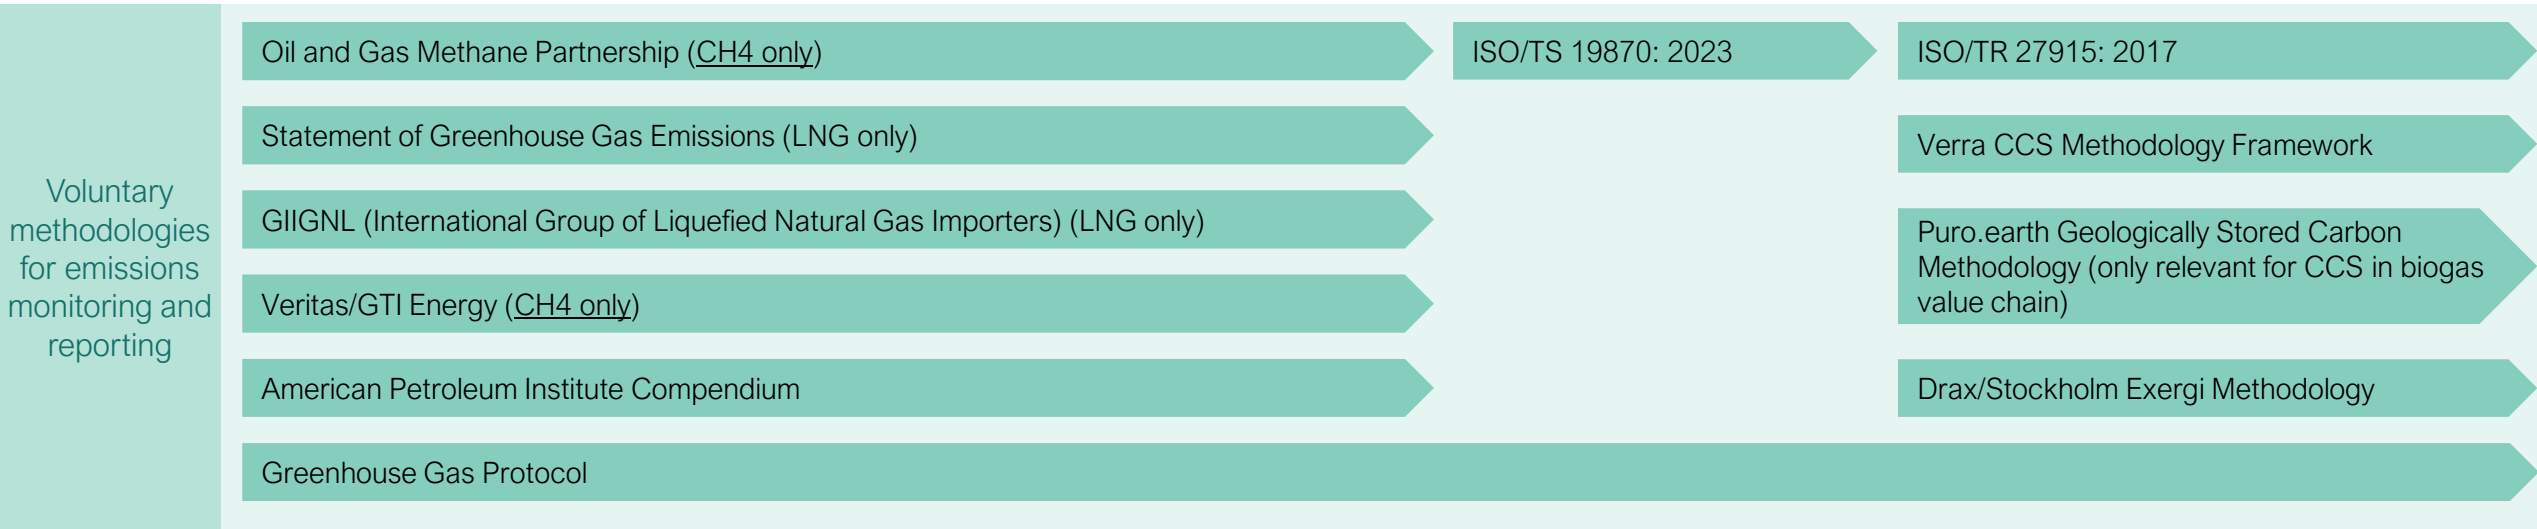 Voluntary
methodologies
for emissions
monitoring and
reporting
Oil and Gas Methane Partnership (CH4 only)
Statement of Greenhouse Gas Emissions (LNG only)
GIIGNL (International Group of Liquefied Natural Gas Importers) (LNG only)
Veritas/GTI Energy (CH4 only)
American Petroleum Institute Compendium
Greenhouse Gas Protocol
ISO/TS 19870: 2023
ISO/TR 27915: 2017
Verra CCS Methodology Framework
Puro.earth Geologically Stored Carbon
Methodology (only relevant for CCS in biogas
value chain)
Drax/Stockholm Exergi Methodology